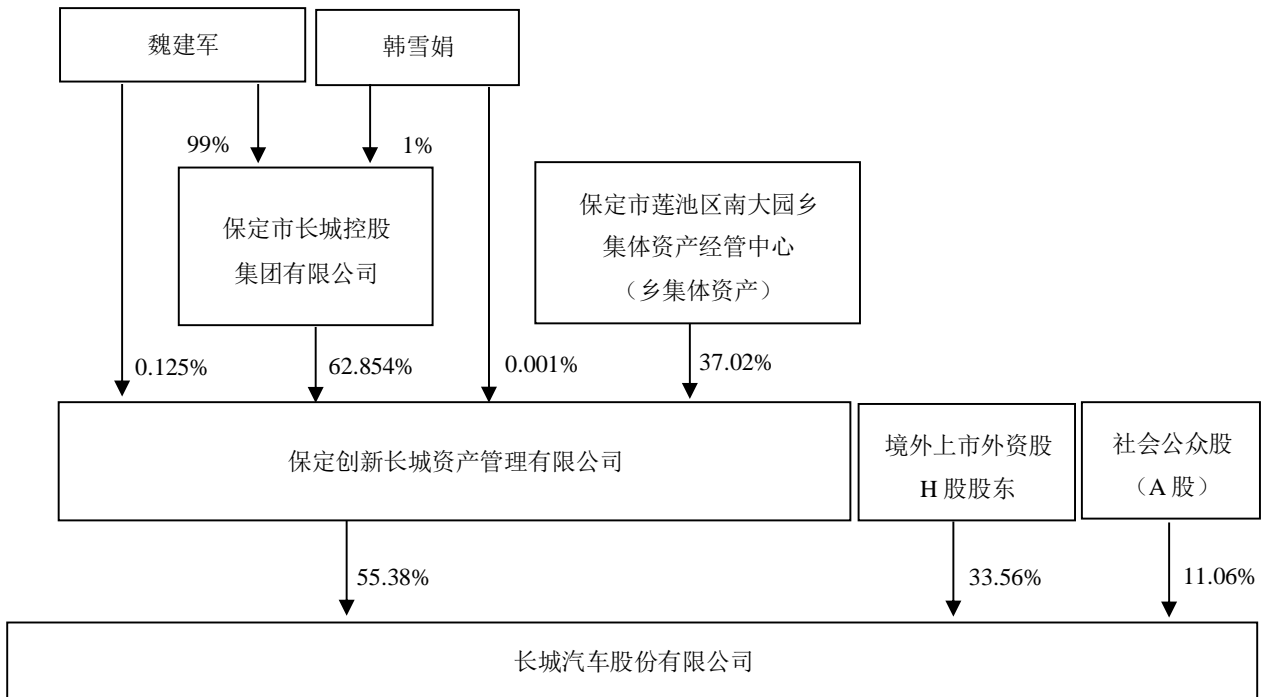 魏建军
韩雪娟
99%
1%
保定市长城控股
集团有限公司
保定市莲池区南大园乡
集体资产经管中心
（乡集体资产）
0.125%
62.854%
0.001%
37.02%
保定创新长城资产管理有限公司
境外上市外资股
H 股股东
社会公众股
（A 股）
55.38%
33.56%
11.06%
长城汽车股份有限公司